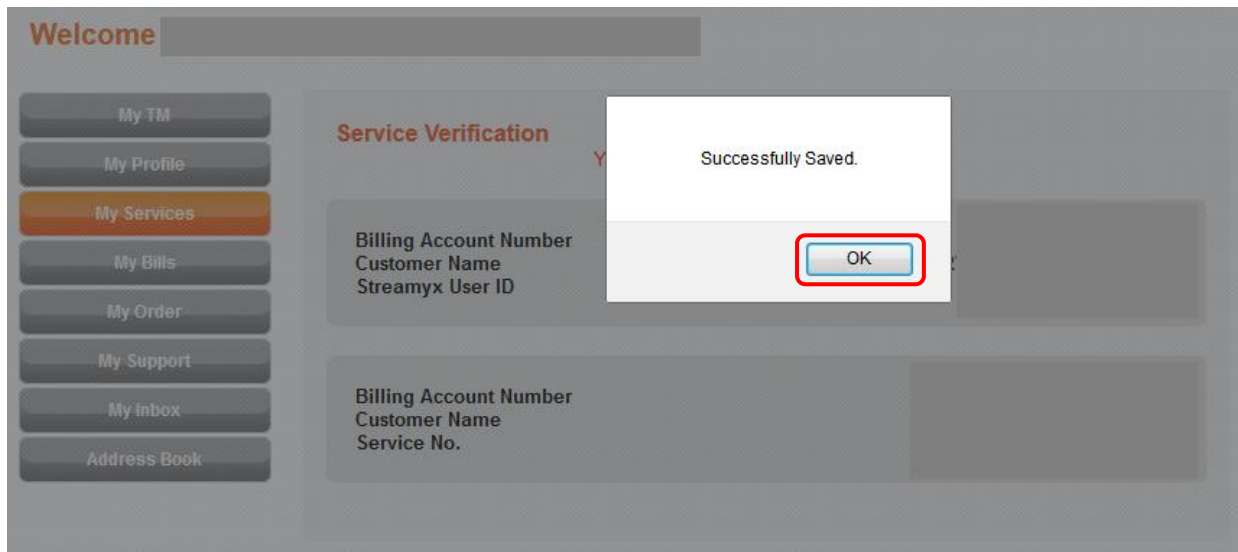 Welcome
My TM
My Profile
My Services
My Bills
My Order
My Support
My Inbox
Address Book
Service Verification
Y
Billing Account Number
Customer Name
Streamyx User ID
Billing Account Number
Customer Name
Service No.
Successfully Saved.
OK